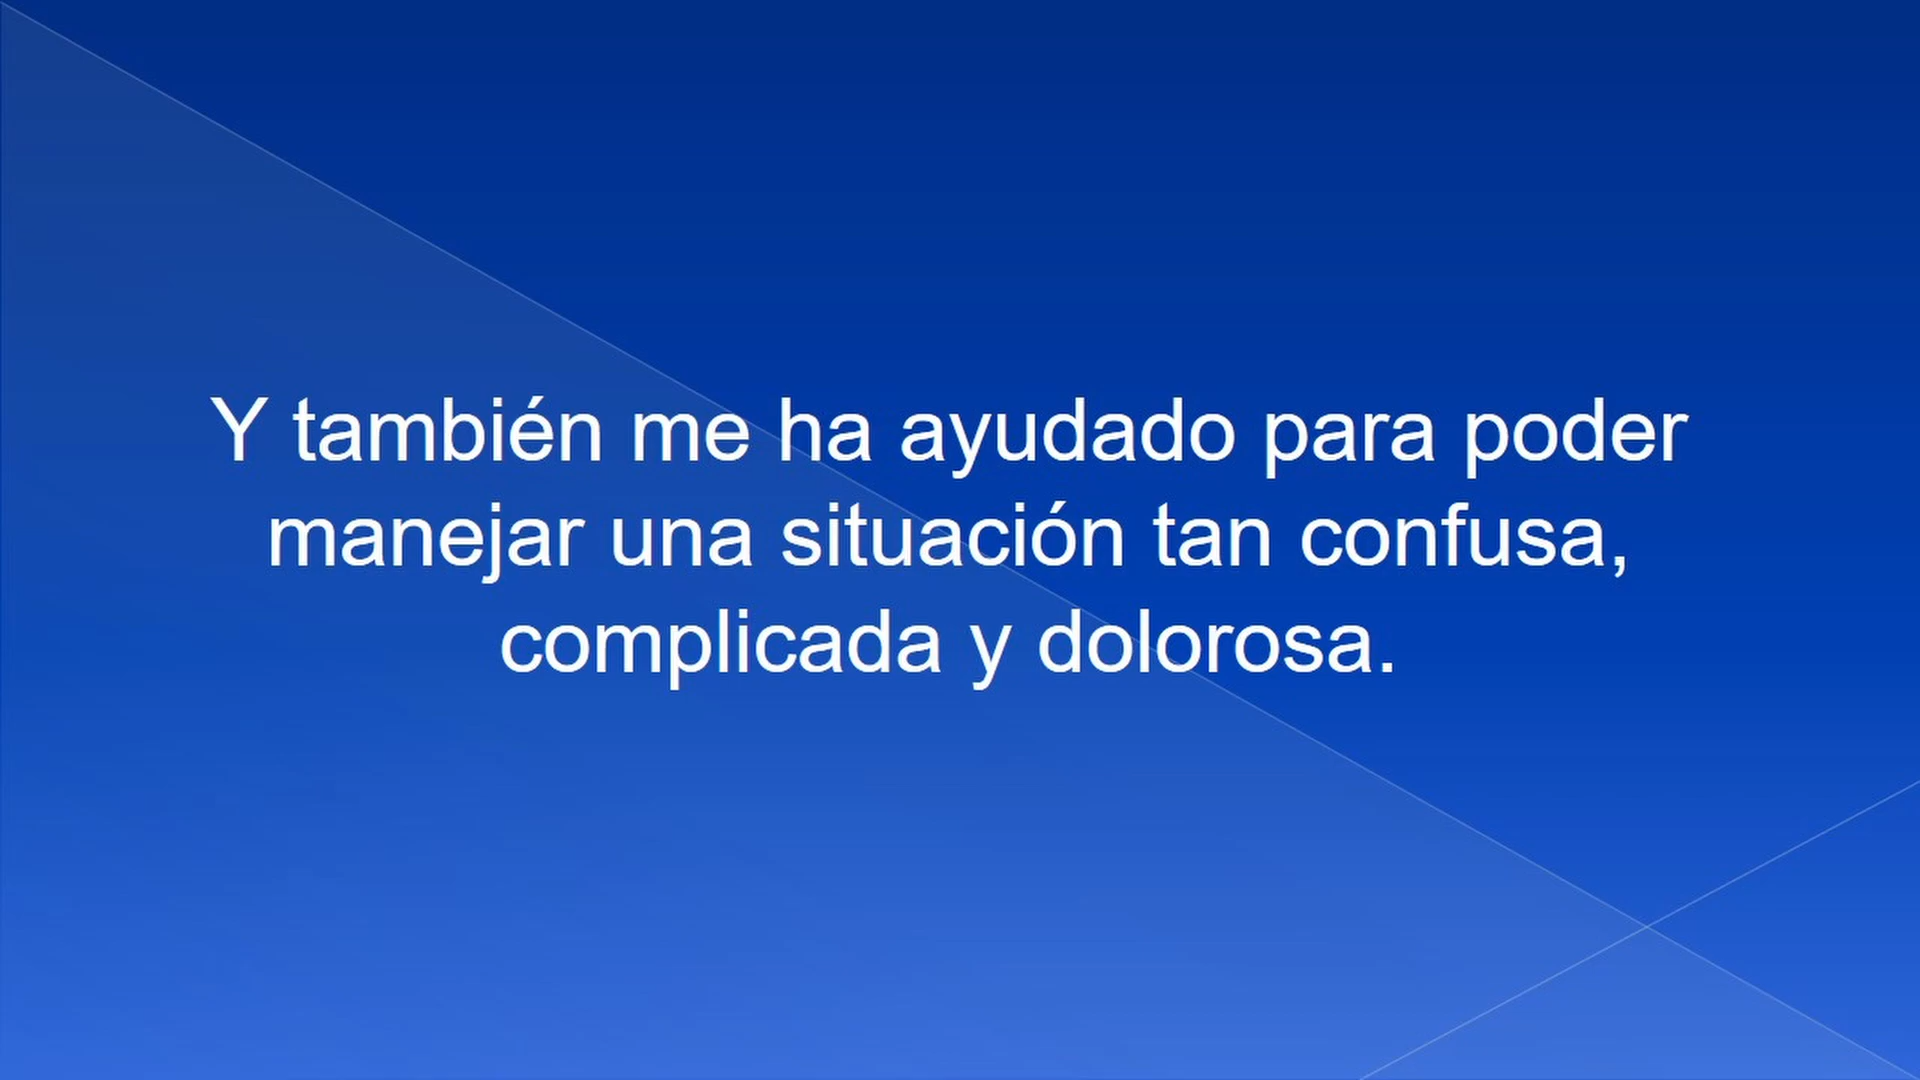 Y también me ha ayudado para poder
manejar una situación tan confusa,
complicada y dolorosa.